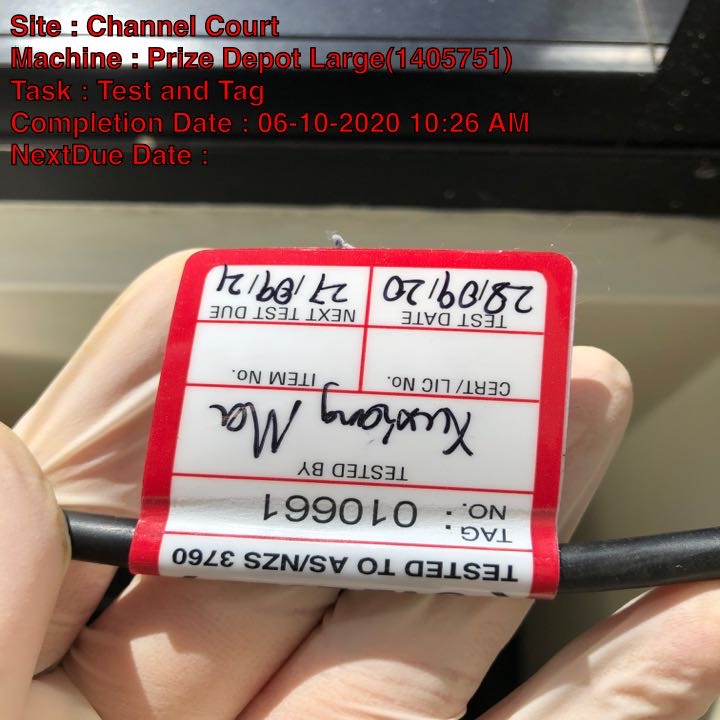 Site : Channel Court
Machine : Prize Depot Large(1405751)
Task : Test and Tag
Completion Date : 06-10-2020 10:26 AM
NextDue Date :
TESTED TO AS/NZS 3760
TAG NO. : 010661
TESTED BY
Xuxiang Ma
CERT/ LIC No. ITEM No.
TEST DATE NEXT TEST DUE
28/09/20 27/09/21